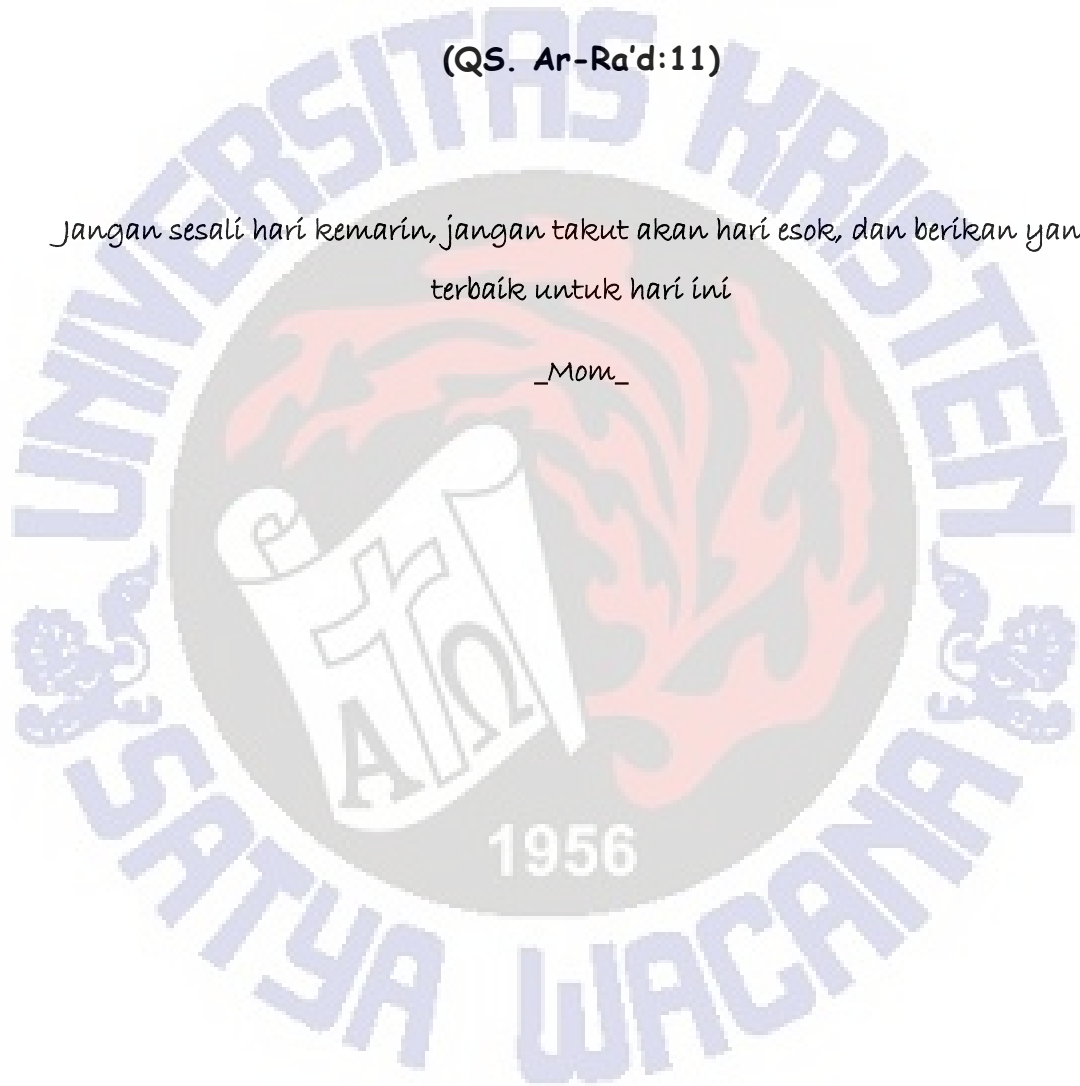 (QS. Ar-Ra'd:11)
Jangan sesali hari kemarin, jangan takut akan hari esok, dan berikan yan
terbaik untuk hari ini
_Mom_
UNIVERSITAS KRISTEN
SATYA WACANA
Α Ω
1956